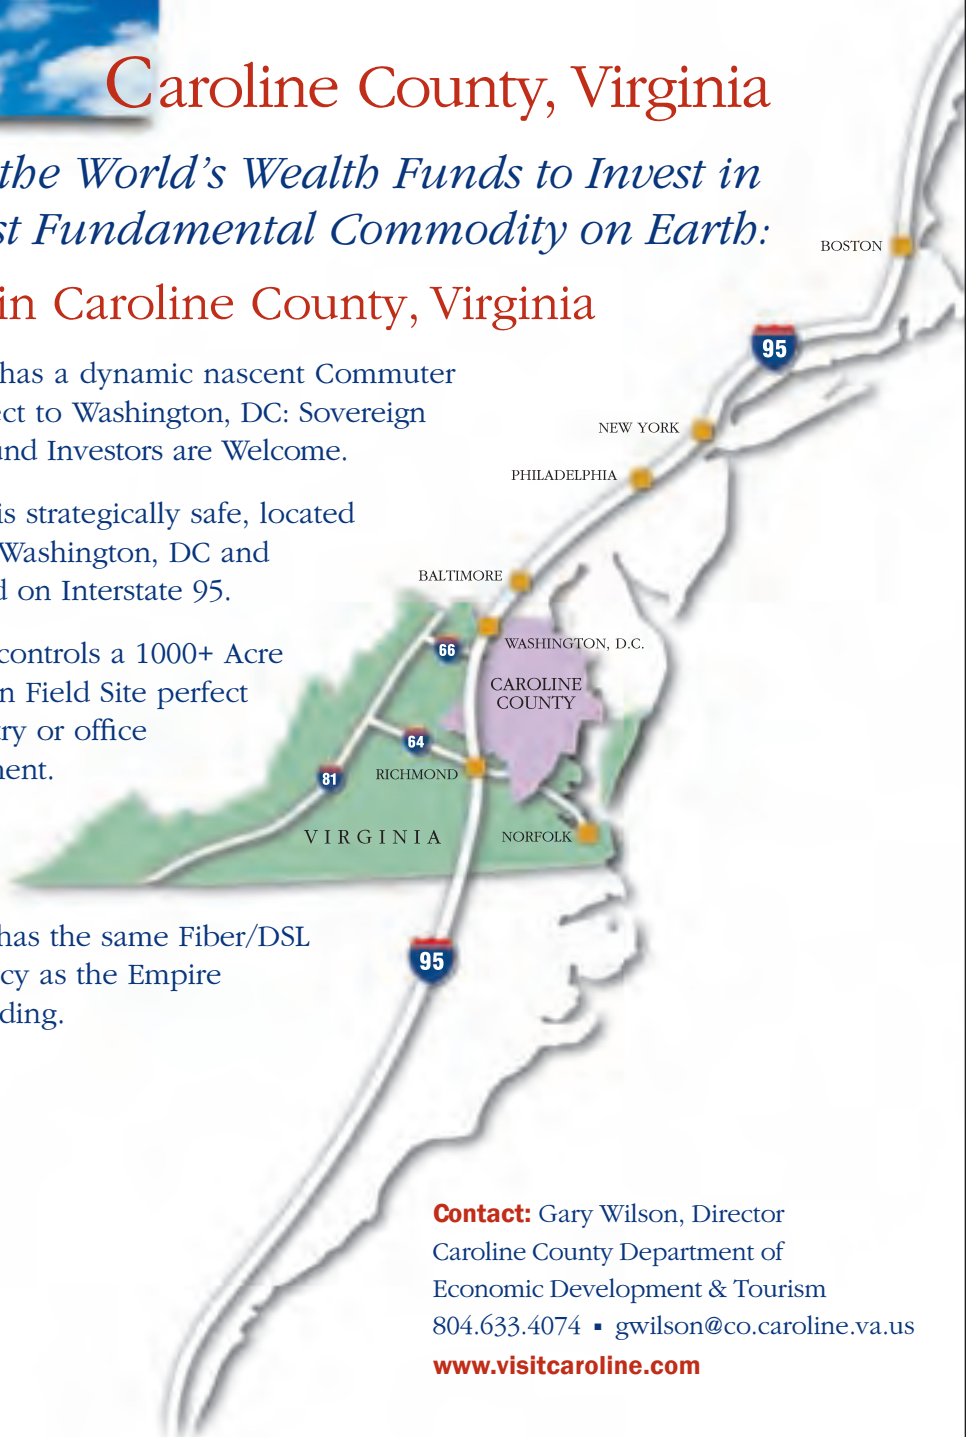 Caroline County, Virginia
the World's Wealth Funds to Invest in
st Fundamental Commodity on Earth:
in Caroline County, Virginia
has a dynamic nascent Commuter
ect to Washington, DC: Sovereign
und Investors are Welcome.
is strategically safe, located
Washington, DC and
d on Interstate 95.
controls a 1000+ Acre
n Field Site perfect
try or office
ment.
has the same Fiber/DSL
cy as the Empire
ding.
BOSTON
95
NEW YORK
PHILADELPHIA
BALTIMORE
WASHINGTON, D.C.
66
CAROLINE
COUNTY
64
RICHMOND
81
VIRGINIA
NORFOLK
95
Contact: Gary Wilson, Director
Caroline County Department of
Economic Development & Tourism
804.633.4074 ▪ gwilson@co.caroline.va.us
www.visitcaroline.com